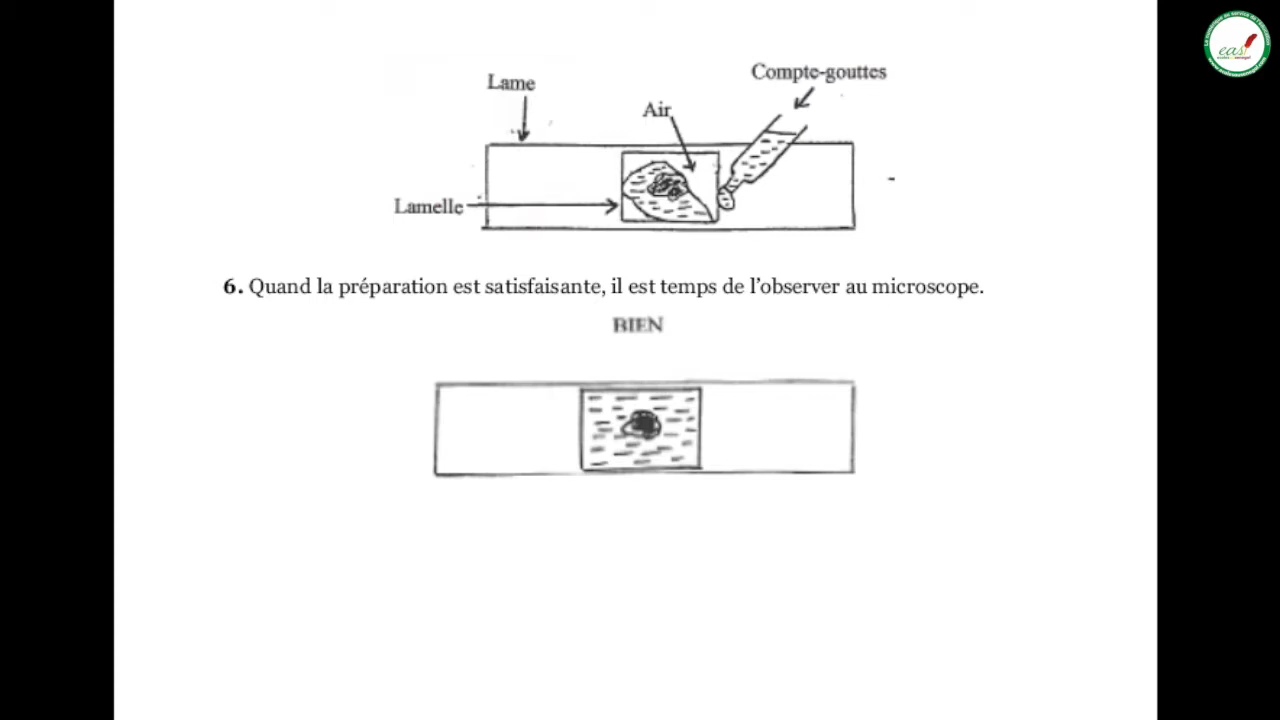 Compte-gouttes
Lame
Air
Lamelle
6. Quand la préparation est satisfaisante, il est temps de l’observer au microscope.
BIEN
eas